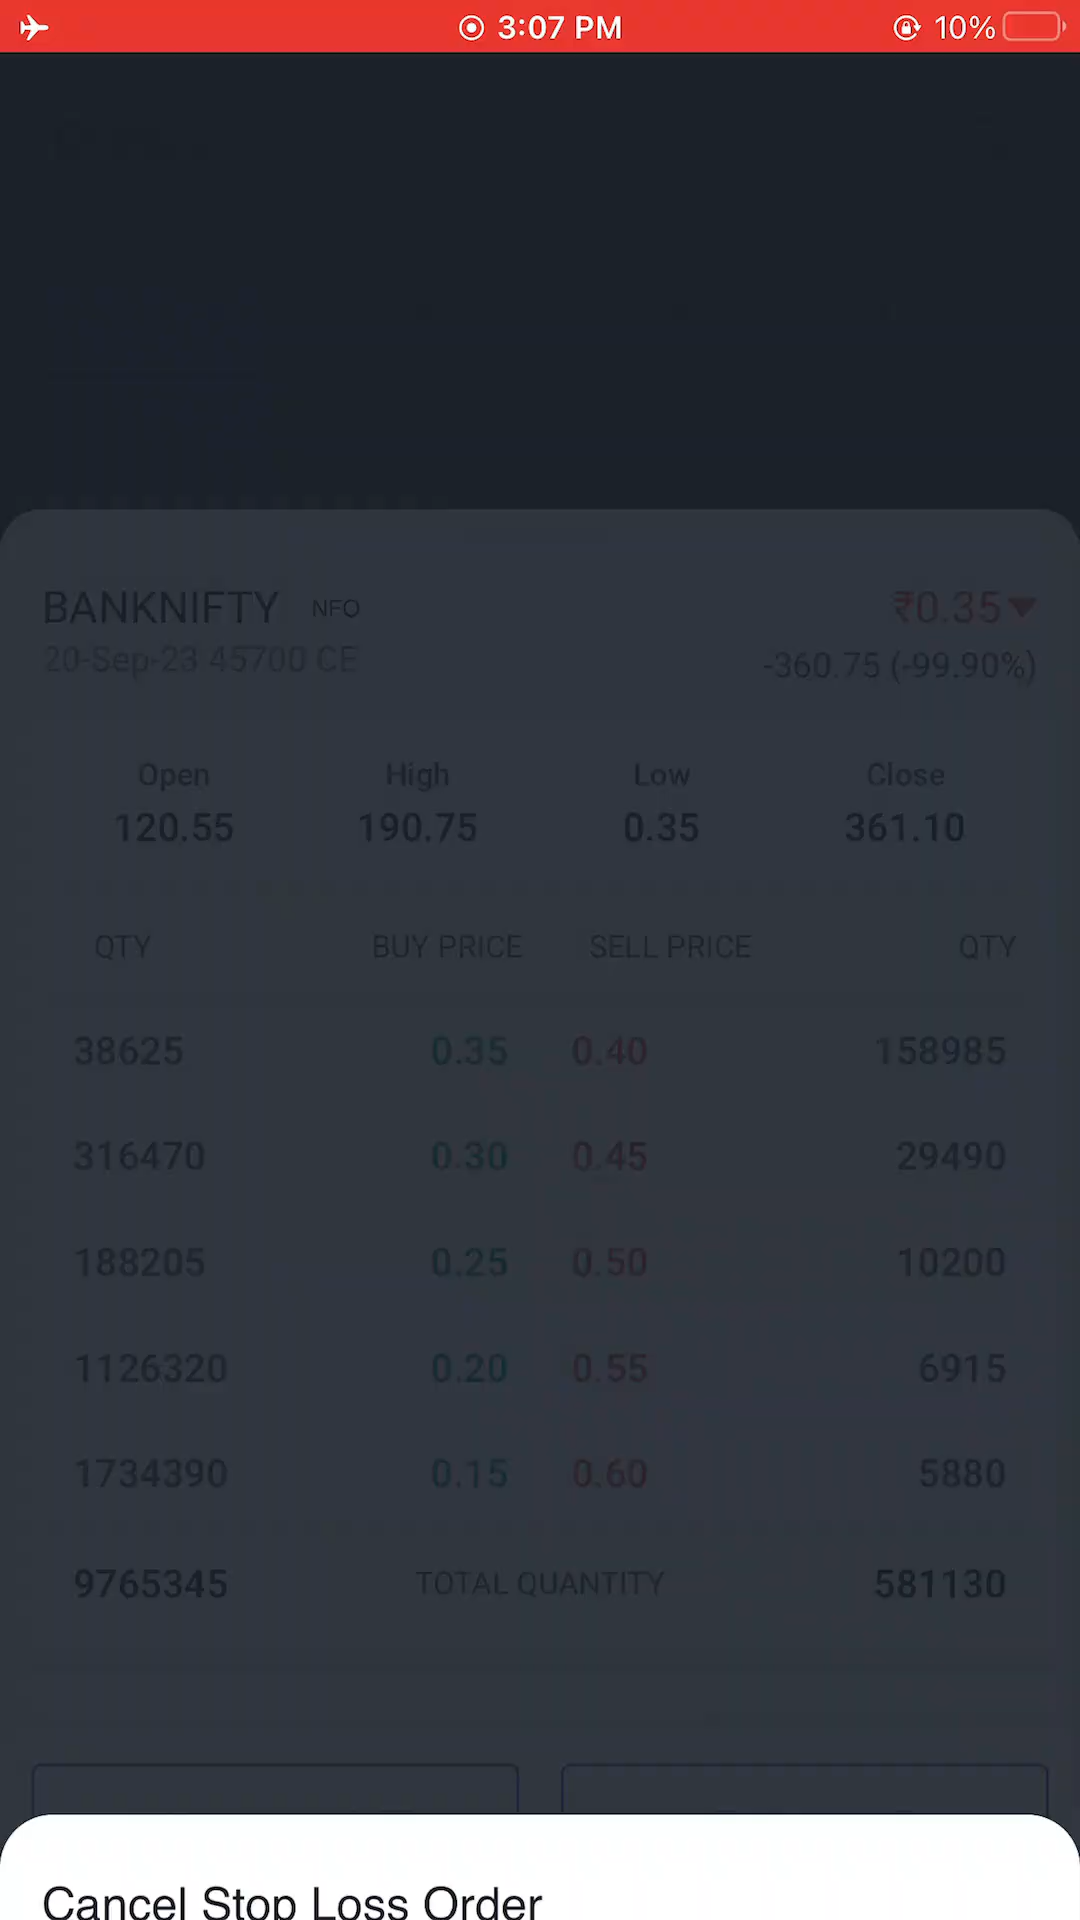 3:07 PM 10%
BANKNIFTY NFO ₹0.35
20-Sep-23 45700 CE -360.75 (-99.90%)
Open High Low Close
120.55 190.75 0.35 361.10
QTY BUY PRICE SELL PRICE QTY
38625 0.35 0.40 158985
316470 0.30 0.45 29490
188205 0.25 0.50 10200
1126320 0.20 0.55 6915
1734390 0.15 0.60 5880
9765345 TOTAL QUANTITY 581130
Cancel Stop Loss Order